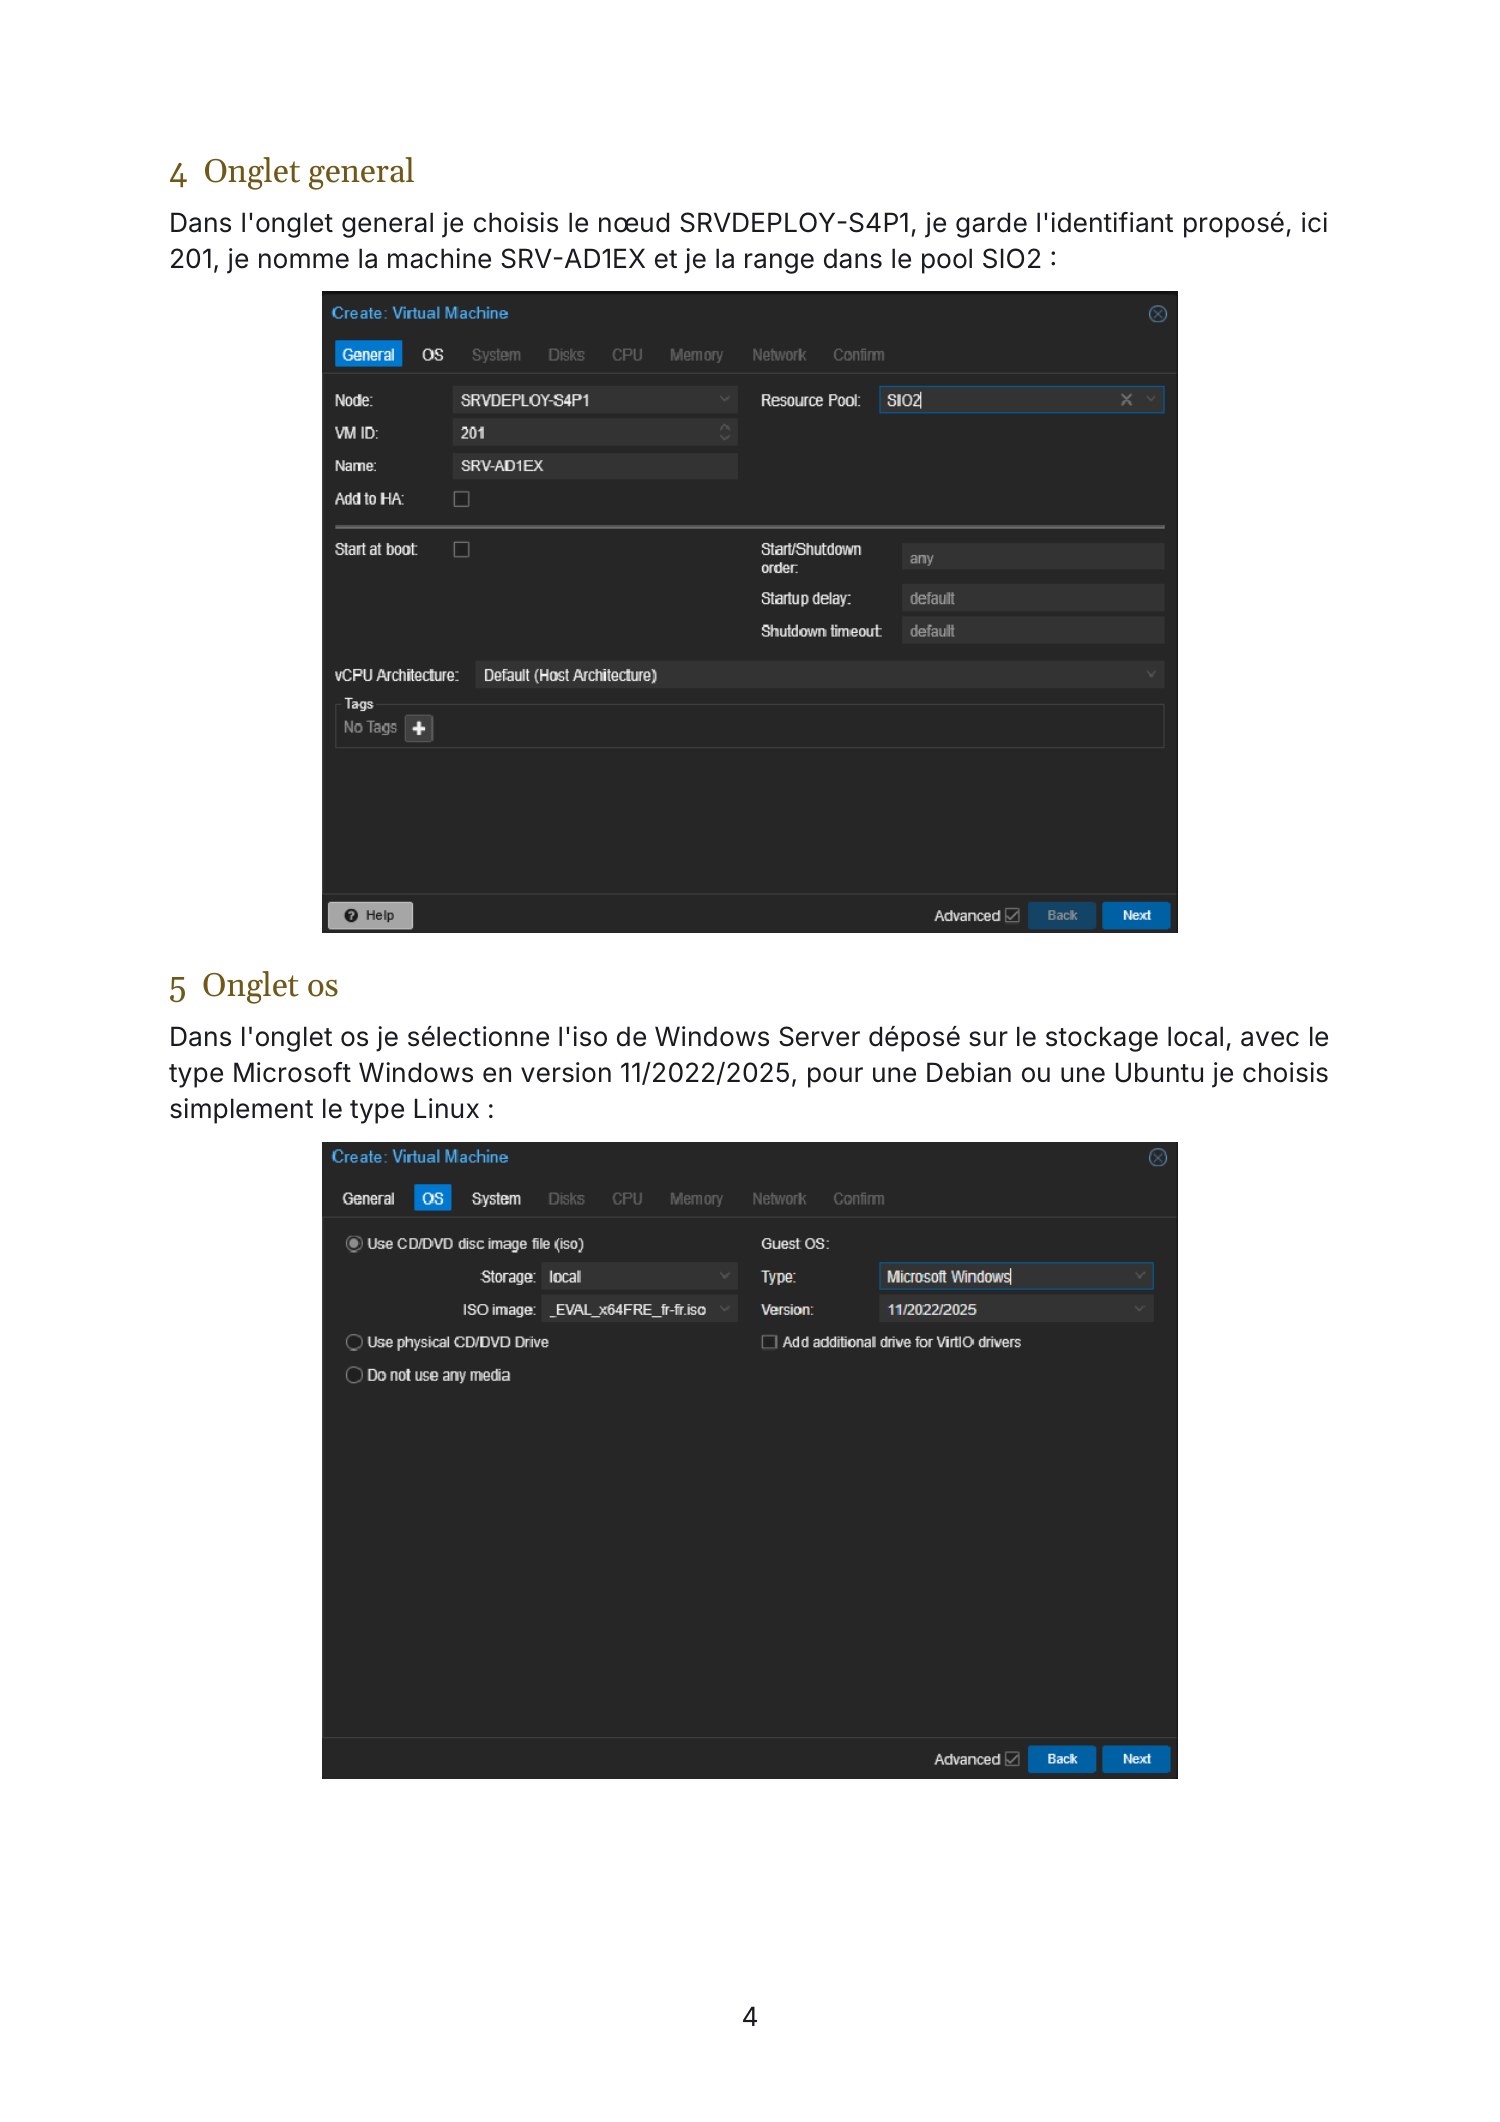 4 Onglet general
Dans l'onglet general je choisis le nœud SRVDEPLOY-S4P1, je garde l'identifiant proposé, ici
201, je nomme la machine SRV-AD1EX et je la range dans le pool SIO2 :
Create: Virtual Machine
General OS System Disks CPU Memory Network Confirm
Node: SRVDEPLOY-S4P1 Resource Pool: SIO2
VM ID: 201
Name: SRV-AD1EX
Add to HA:
Start at boot: Start/Shutdown
order: any
Startup delay: default
Shutdown timeout: default
vCPU Architecture: Default (Host Architecture)
Tags
No Tags
Help Advanced Back Next
5 Onglet os
Dans l'onglet os je sélectionne l'iso de Windows Server déposé sur le stockage local, avec le
type Microsoft Windows en version 11/2022/2025, pour une Debian ou une Ubuntu je choisis
simplement le type Linux :
Create: Virtual Machine
General OS System Disks CPU Memory Network Confirm
Use CD/DVD disc image file (iso) Guest OS:
Storage: local Type: Microsoft Windows
ISO image: _EVAL_x64FRE_fr-fr.iso Version: 11/2022/2025
Use physical CD/DVD Drive Add additional drive for VirtIO drivers
Do not use any media
Advanced Back Next
4